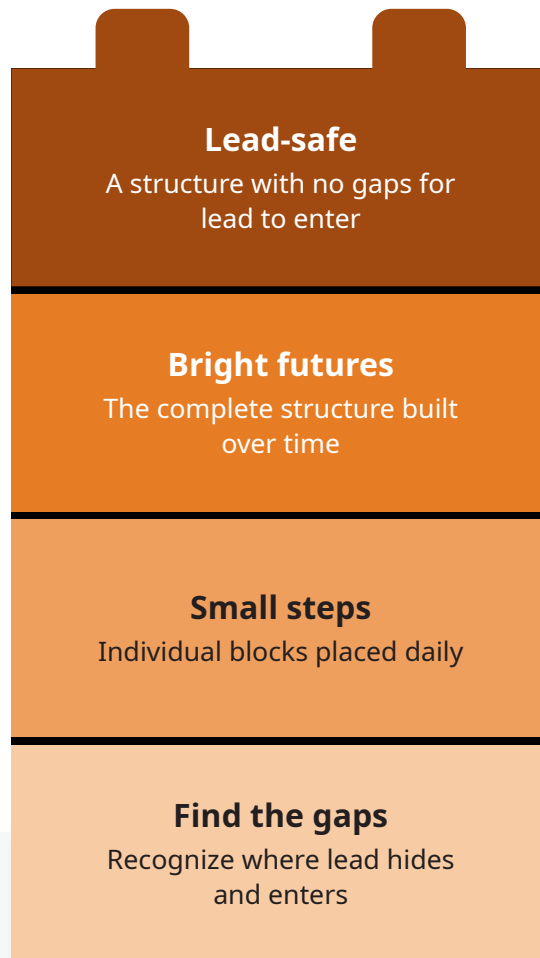 Lead-safe
A structure with no gaps for
lead to enter
Bright futures
The complete structure built
over time
Small steps
Individual blocks placed daily
Find the gaps
Recognize where lead hides
and enters